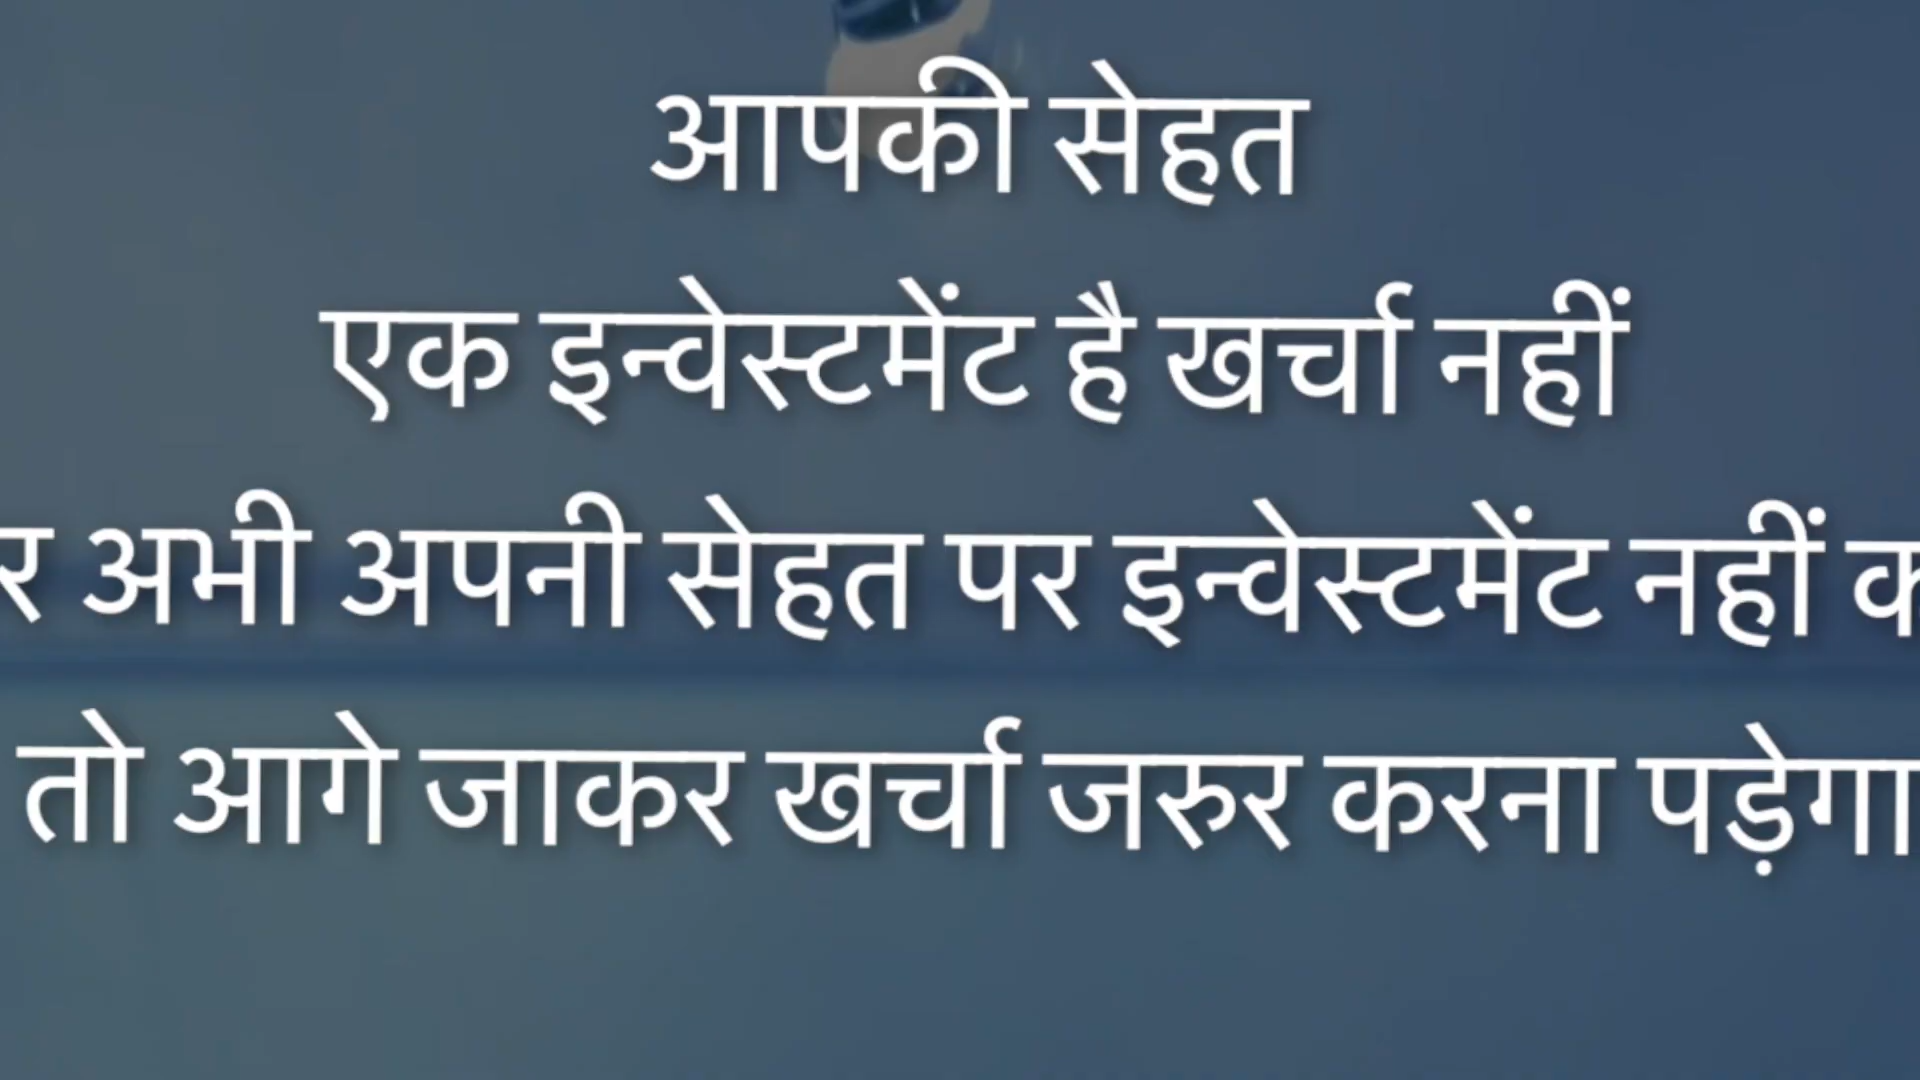 आपकी सेहत
एक इन्वेस्टमेंट है खर्चा नहीं
र अभी अपनी सेहत पर इन्वेस्टमेंट नहीं क
तो आगे जाकर खर्चा जरुर करना पड़ेगा